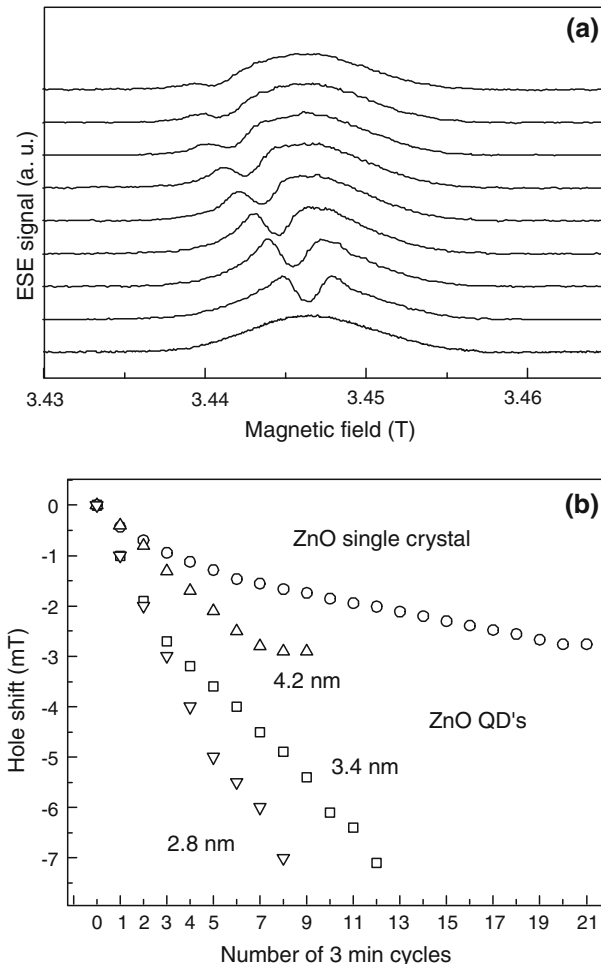 (a)
ESE signal (a. u.)
3.43 3.44 3.45 3.46
Magnetic field (T)
(b)
0
-1
-2
-3
-4
-5
-6
-7
Hole shift (mT)
ZnO single crystal
4.2 nm
ZnO QD's
3.4 nm
2.8 nm
0 1 2 3 4 5 7 9 11 13 15 17 19 21
Number of 3 min cycles